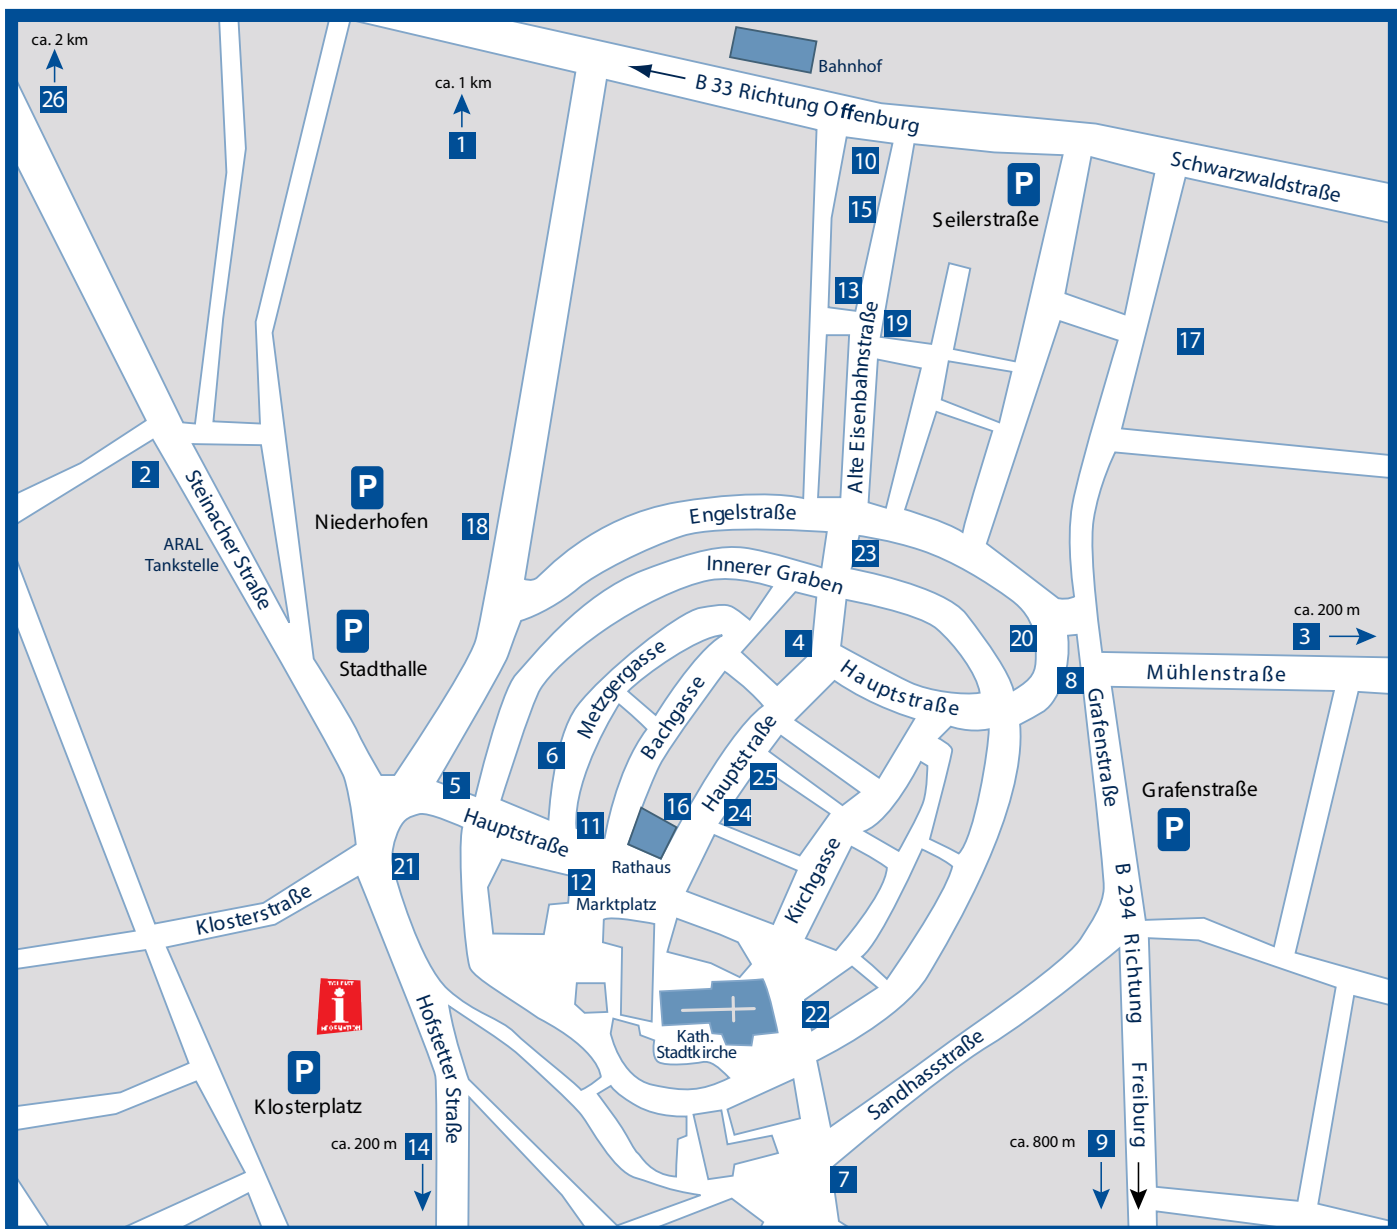 ca. 2 km
26
ca. 1 km
1
Bahnhof
B 33 Richtung Offenburg
Schwarzwaldstraße
10
15
P
Seilerstraße
13
19
17
Alte Eisenbahnstraße
2
Steinacher Straße
ARAL
Tankstelle
P
Niederhofen
18
Engelstraße
23
Innerer Graben
P
Stadthalle
4
20
ca. 200 m
3
8
Mühlenstraße
Hauptstraße
Metzgergasse
Bachgasse
Grafenstraße
6
5
Hauptstraße
25
16
24
Grafenstraße
P
11
Hauptstraße
Rathaus
12
Marktplatz
21
Kirchgasse
Klosterstraße
B 294 Richtung Freiburg
i
INFORMATION
P
Klosterplatz
Hofstetter Straße
22
Kath.
Stadtkirche
Sandhassstraße
ca. 200 m
14
ca. 800 m
9
7